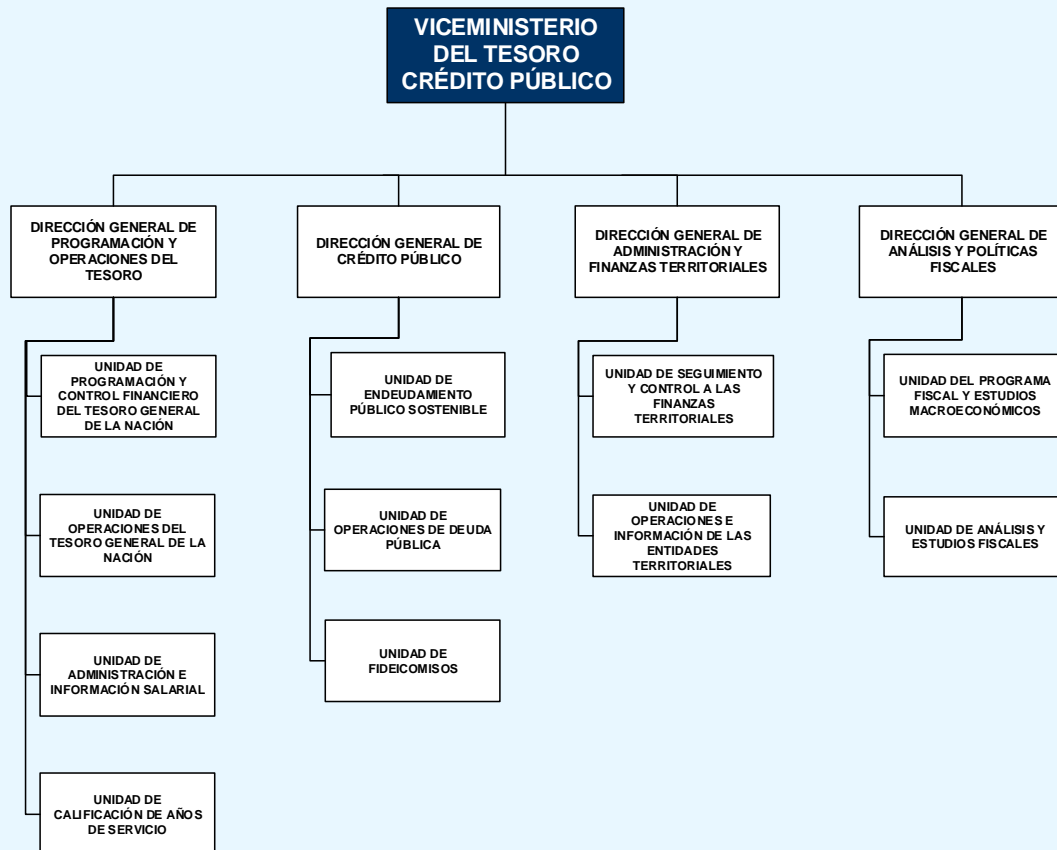 VICEMINISTERIO
DEL TESORO
CRÉDITO PÚBLICO
DIRECCIÓN GENERAL DE
PROGRAMACIÓN Y
OPERACIONES DEL
TESORO
UNIDAD DE
PROGRAMACIÓN Y
CONTROL FINANCIERO
DEL TESORO GENERAL
DE LA NACIÓN
UNIDAD DE
OPERACIONES DEL
TESORO GENERAL DE LA
NACIÓN
UNIDAD DE
ADMINISTRACIÓN E
INFORMACIÓN SALARIAL
UNIDAD DE
CALIFICACIÓN DE AÑOS
DE SERVICIO
DIRECCIÓN GENERAL DE
CRÉDITO PÚBLICO
UNIDAD DE
ENDEUDAMIENTO
PÚBLICO SOSTENIBLE
UNIDAD DE
OPERACIONES DE DEUDA
PÚBLICA
UNIDAD DE
FIDEICOMISOS
DIRECCIÓN GENERAL DE
ADMINISTRACIÓN Y
FINANZAS TERRITORIALES
UNIDAD DE SEGUIMIENTO
Y CONTROL A LAS
FINANZAS
TERRITORIALES
UNIDAD DE
OPERACIONES E
INFORMACIÓN DE LAS
ENTIDADES
TERRITORIALES
DIRECCIÓN GENERAL DE
ANÁLISIS Y POLÍTICAS
FISCALES
UNIDAD DEL PROGRAMA
FISCAL Y ESTUDIOS
MACROECONÓMICOS
UNIDAD DE ANÁLISIS Y
ESTUDIOS FISCALES